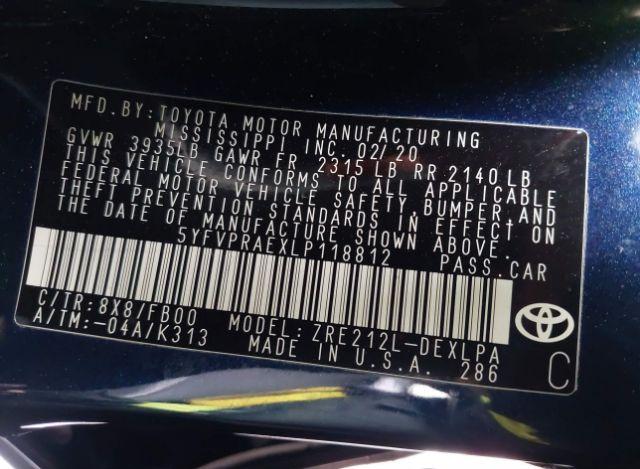 MFD. BY: TOYOTA MOTOR MANUFACTURING
MISSISSIPPI INC. 02/20
GVWR 3935LB GAWR FR 2315 LB RR 2140 LB
THIS VEHICLE CONFORMS TO ALL APPLICABLE
FEDERAL MOTOR VEHICLE SAFETY, BUMPER, AND
THEFT PREVENTION STANDARDS IN EFFECT ON
THE DATE OF MANUFACTURE SHOWN ABOVE.
5YFVPRAEXLP118812 PASS.CAR
C/TR: 8X8/FB00 MODEL: ZRE212L-DEXLPA
A/TM: -04A/K313 MADE IN U.S.A. 286
C